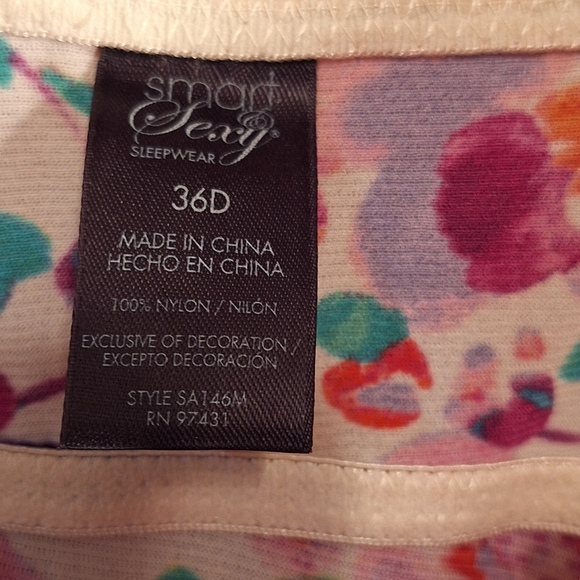 smart
& Sexy®
SLEEPWEAR
36D
MADE IN CHINA
HECHO EN CHINA
100% NYLON / NILÓN
EXCLUSIVE OF DECORATION /
EXCEPTO DECORACIÓN
STYLE SA146M
RN 97431